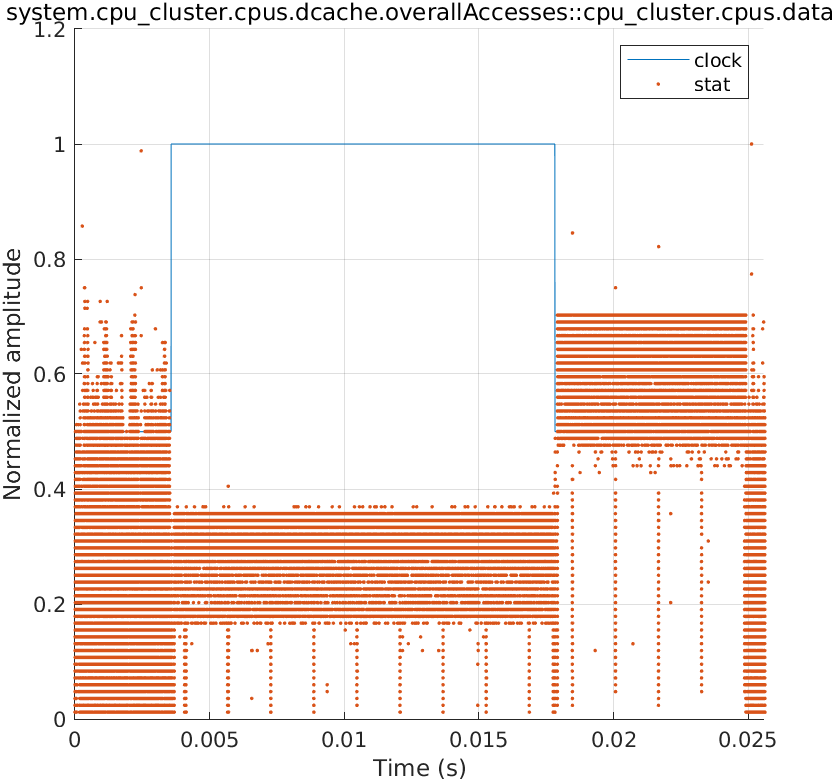 system.cpu_cluster.cpus.dcache.overallAccesses::cpu_cluster.cpus.data
1.2
1
0.8
0.6
0.4
0.2
0
Normalized amplitude
clock
stat
0
0.005
0.01
0.015
0.02
0.025
Time (s)